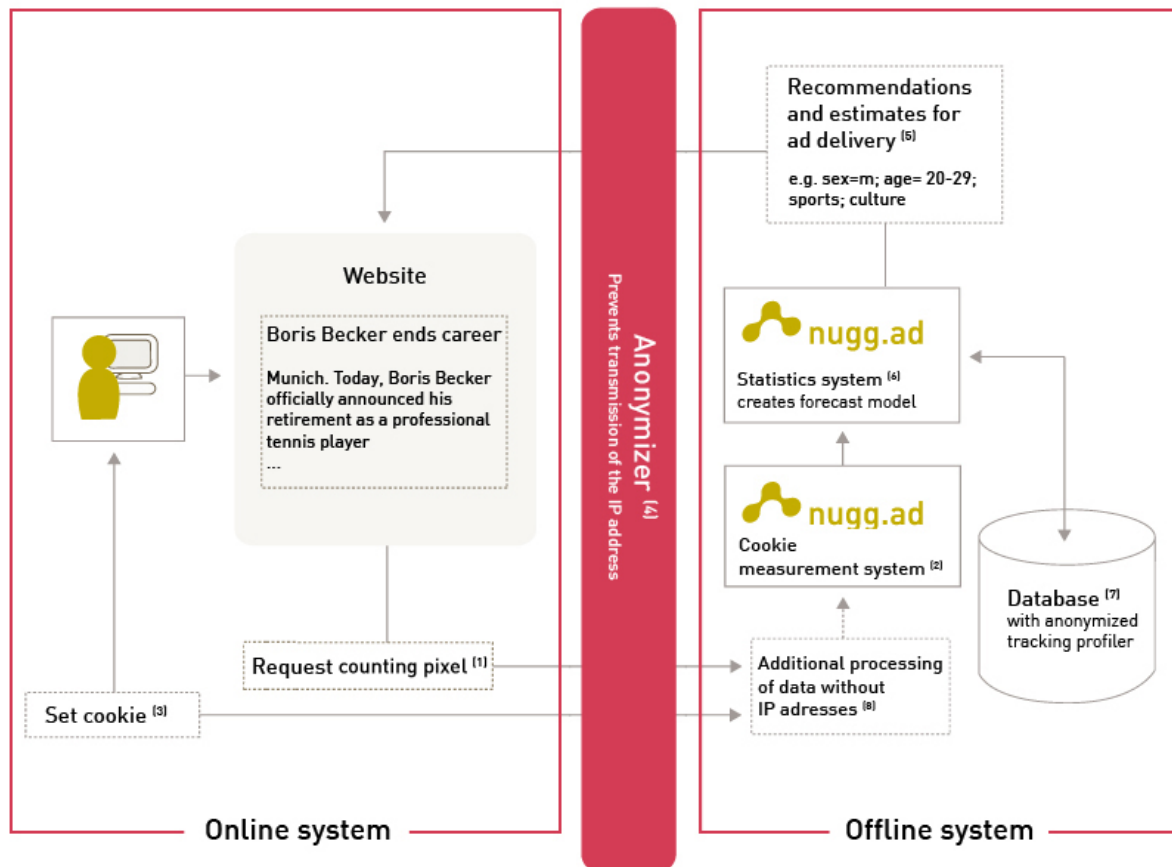 Recommendations
and estimates for
ad delivery (5)
e.g. sex=m; age= 20-29;
sports; culture
Website
Boris Becker ends career
Munich. Today, Boris Becker
officially announced his
retirement as a professional
tennis player
...
Anonymizer (4)
Prevents transmission of the IP address
nugg.ad
Statistics system (6)
creates forecast model
nugg.ad
Cookie
measurement system (2)
Database (7)
with anonymized
tracking profiler
Request counting pixel (1)
Additional processing
of data without
IP adresses (8)
Set cookie (3)
Online system
Offline system